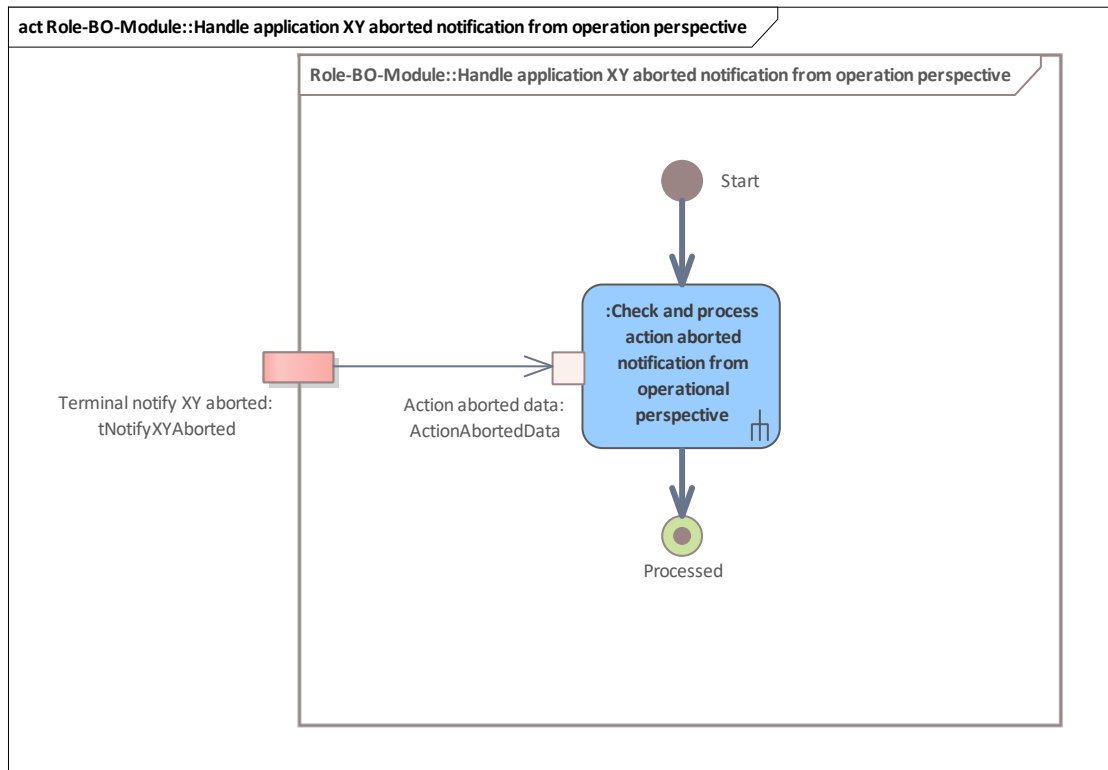 act Role-BO-Module::Handle application XY aborted notification from operation perspective
Role-BO-Module::Handle application XY aborted notification from operation perspective
Start
:Check and process
action aborted
notification from
operational
perspective
Terminal notify XY aborted:
tNotifyXYAborted
Action aborted data:
ActionAbortedData
Processed